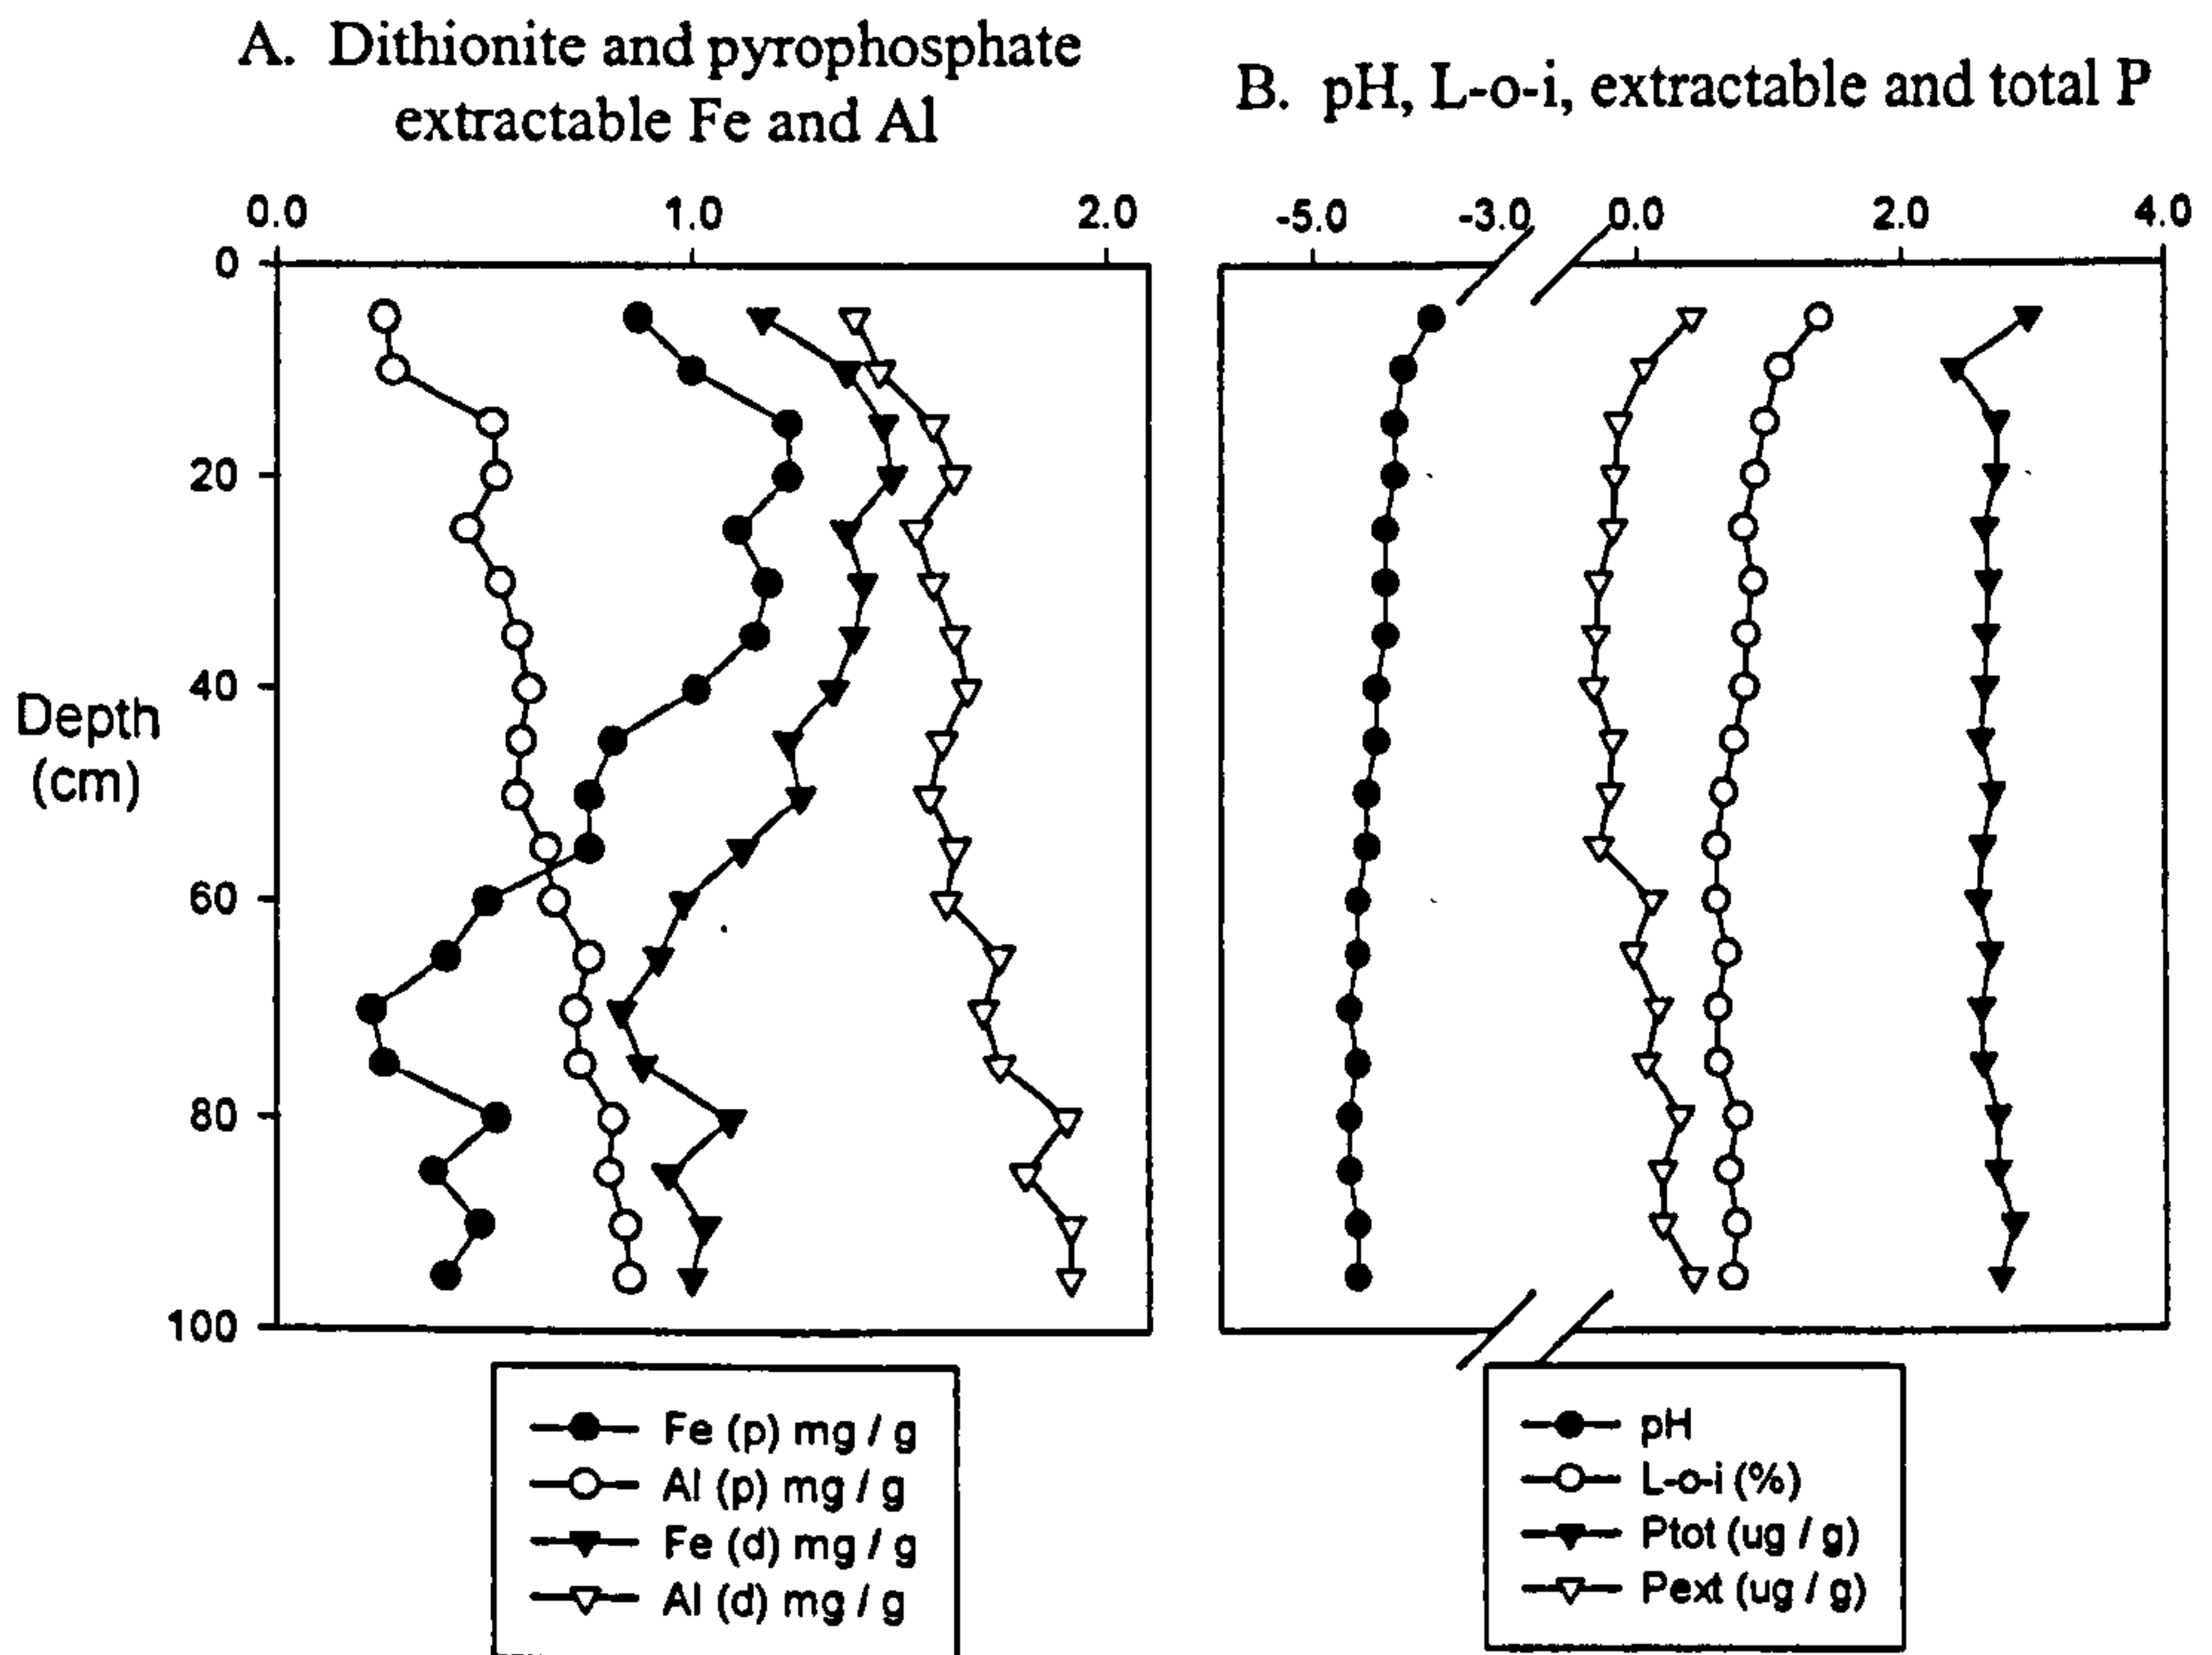 A. Dithionite and pyrophosphate
extractable Fe and Al
B. pH, L-o-i, extractable and total P
0.0 1.0 2.0
-5.0 -3.0 0.0 2.0 4.0
0
20
40
60
80
100
Depth
(cm)
Fe (p) mg / g
Al (p) mg / g
Fe (d) mg / g
Al (d) mg / g
pH
L-o-i (%)
Ptot (ug / g)
Pext (ug / g)